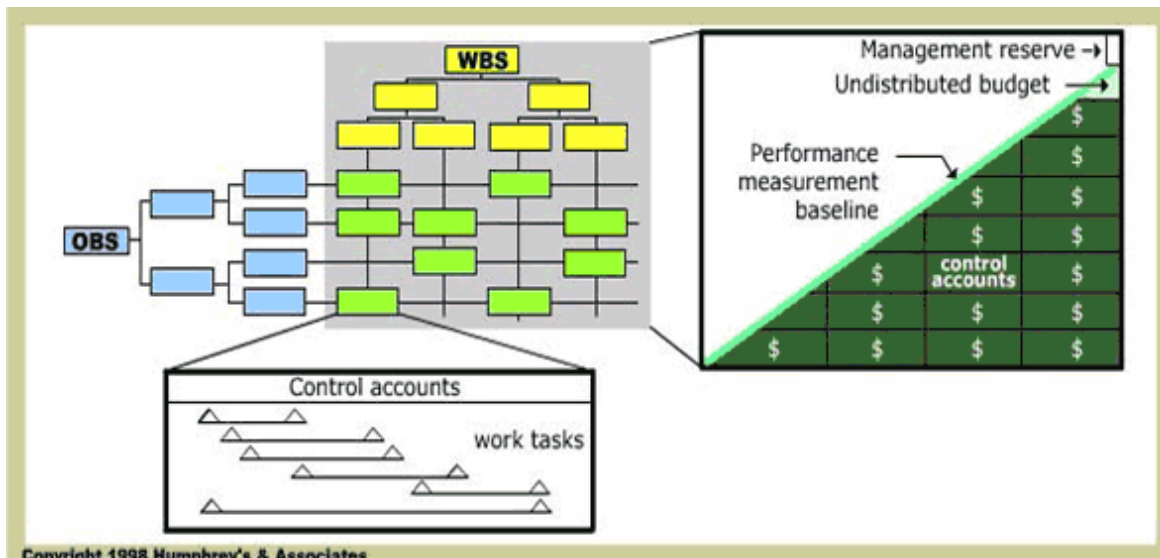 WBS
OBS
Management reserve
Undistributed budget
Performance
measurement
baseline
$
$
$ $
$ $
$ control
accounts $
$ $ $
$ $ $ $
Control accounts
work tasks
Copyright 1998 Humphrey's & Associates